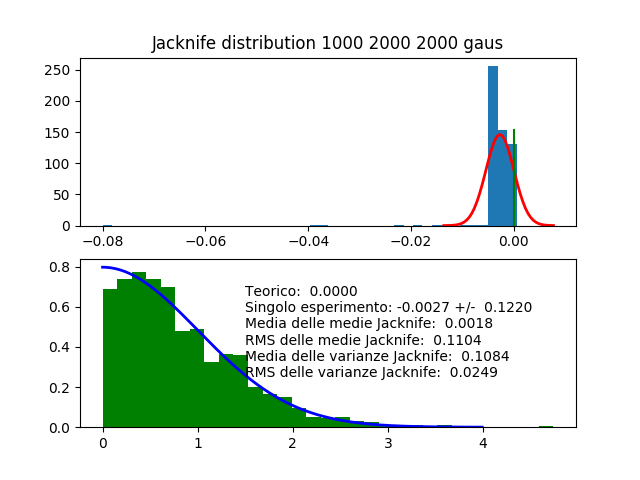 Jacknife distribution 1000 2000 2000 gaus
250
200
150
100
50
0
−0.08 −0.06 −0.04 −0.02 0.00
0.8
0.6
0.4
0.2
0.0
Teorico: 0.0000
Singolo esperimento: -0.0027 +/- 0.1220
Media delle medie Jacknife: 0.0018
RMS delle medie Jacknife: 0.1104
Media delle varianze Jacknife: 0.1084
RMS delle varianze Jacknife: 0.0249
0 1 2 3 4